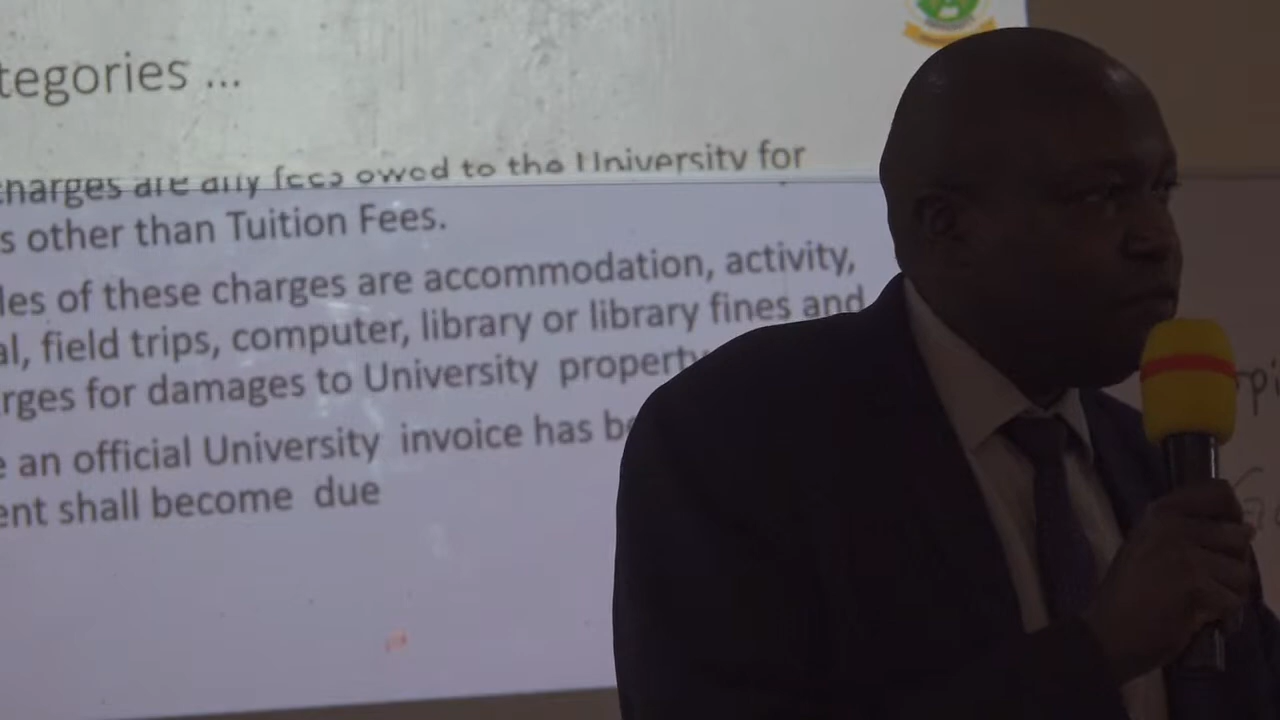 tegories ...
charges are any fees owed to the University for
s other than Tuition Fees.
les of these charges are accommodation, activity,
al, field trips, computer, library or library fines and
rges for damages to University property
e an official University invoice has be
ent shall become due